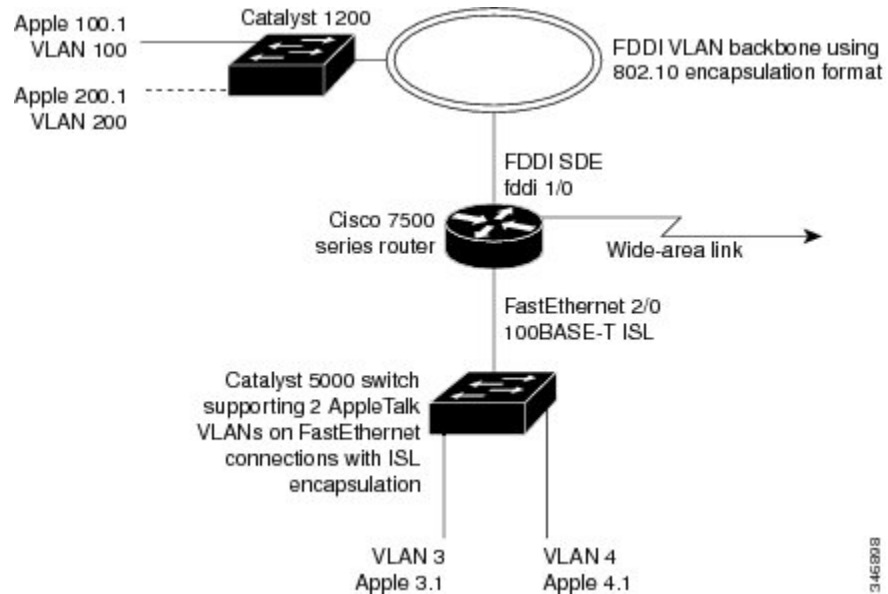 Apple 100.1
VLAN 100
Catalyst 1200
Apple 200.1
VLAN 200
FDDI VLAN backbone using
802.10 encapsulation format
FDDI SDE
fddi 1/0
Cisco 7500
series router
Wide-area link
FastEthernet 2/0
100BASE-T ISL
Catalyst 5000 switch
supporting 2 AppleTalk
VLANs on FastEthernet
connections with ISL
encapsulation
VLAN 3
Apple 3.1
VLAN 4
Apple 4.1
346898